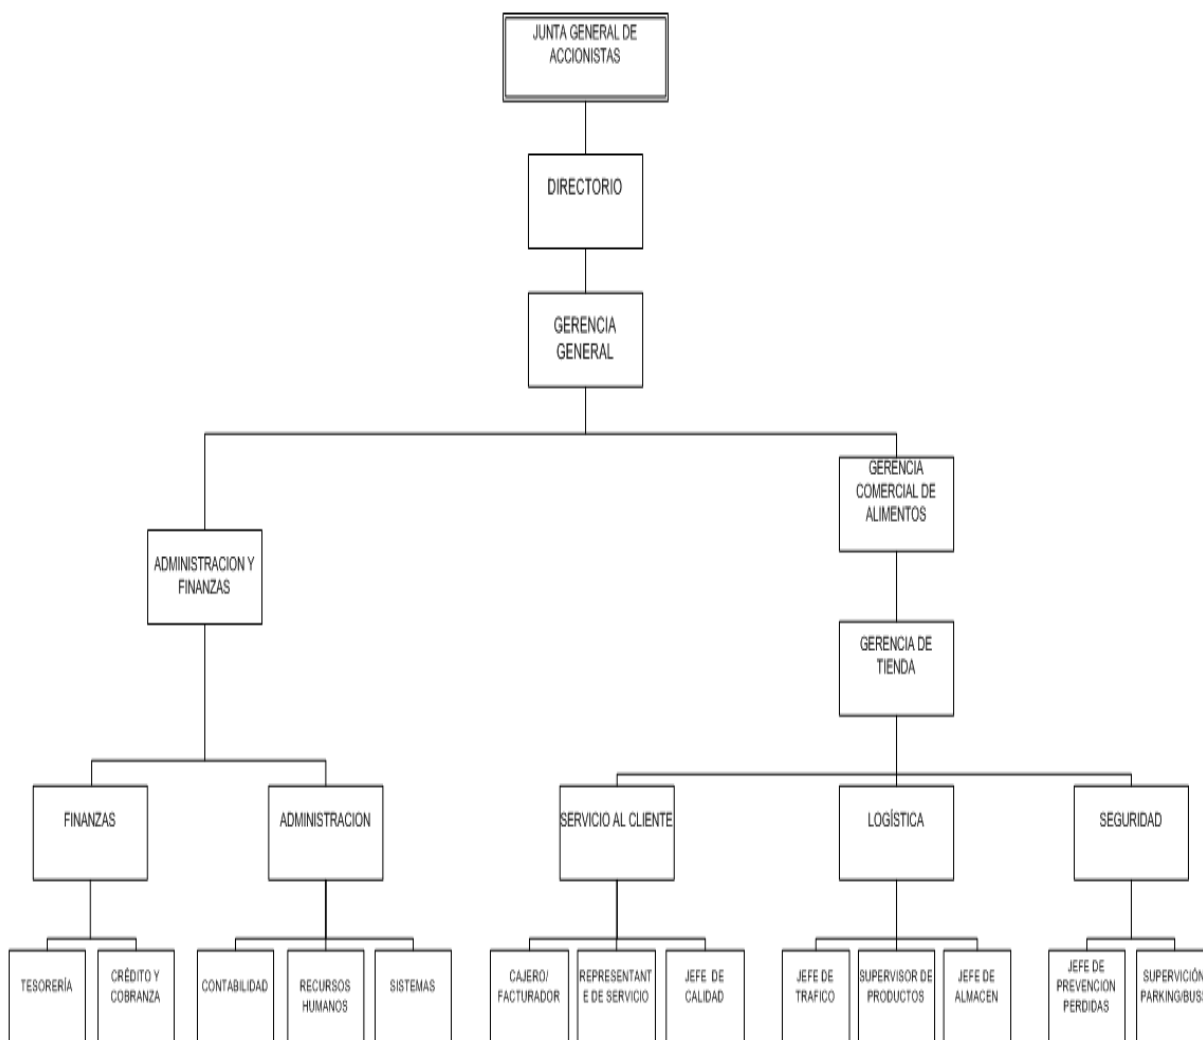 JUNTA GENERAL DE
ACCIONISTAS
DIRECTORIO
GERENCIA
GENERAL
GERENCIA
COMERCIAL DE
ALIMENTOS
ADMINISTRACION Y
FINANZAS
GERENCIA DE
TIENDA
FINANZAS
ADMINISTRACION
SERVICIO AL CLIENTE
LOGÍSTICA
SEGURIDAD
TESORERÍA
CRÉDITO Y
COBRANZA
CONTABILIDAD
RECURSOS
HUMANOS
SISTEMAS
CAJERO/
FACTURADOR
REPRESENTANT
E DE SERVICIO
JEFE DE
CALIDAD
JEFE DE
TRAFICO
SUPERVISOR DE
PRODUCTOS
JEFE DE
ALMACEN
JEFE DE
PREVENCION
PERDIDAS
SUPERVICIÓN
PARKING/BUSS